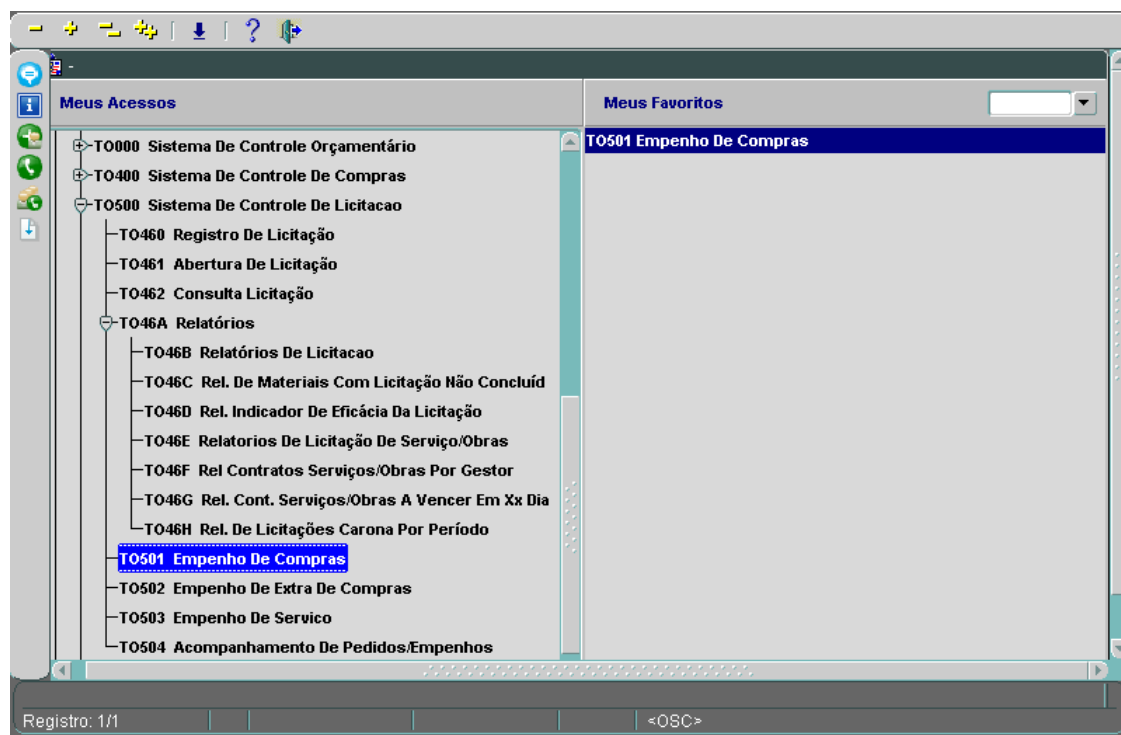 -
Meus Acessos
Meus Favoritos
TO000 Sistema De Controle Orçamentário
TO400 Sistema De Controle De Compras
TO500 Sistema De Controle De Licitacao
TO460 Registro De Licitação
TO461 Abertura De Licitação
TO462 Consulta Licitação
TO46A Relatórios
TO46B Relatórios De Licitacao
TO46C Rel. De Materiais Com Licitação Não Concluíd
TO46D Rel. Indicador De Eficácia Da Licitação
TO46E Relatorios De Licitação De Serviço/Obras
TO46F Rel Contratos Serviços/Obras Por Gestor
TO46G Rel. Cont. Serviços/Obras A Vencer Em Xx Dia
TO46H Rel. De Licitações Carona Por Período
TO501 Empenho De Compras
TO502 Empenho De Extra De Compras
TO503 Empenho De Servico
TO504 Acompanhamento De Pedidos/Empenhos
TO501 Empenho De Compras
Registro: 1/1
<OSC>